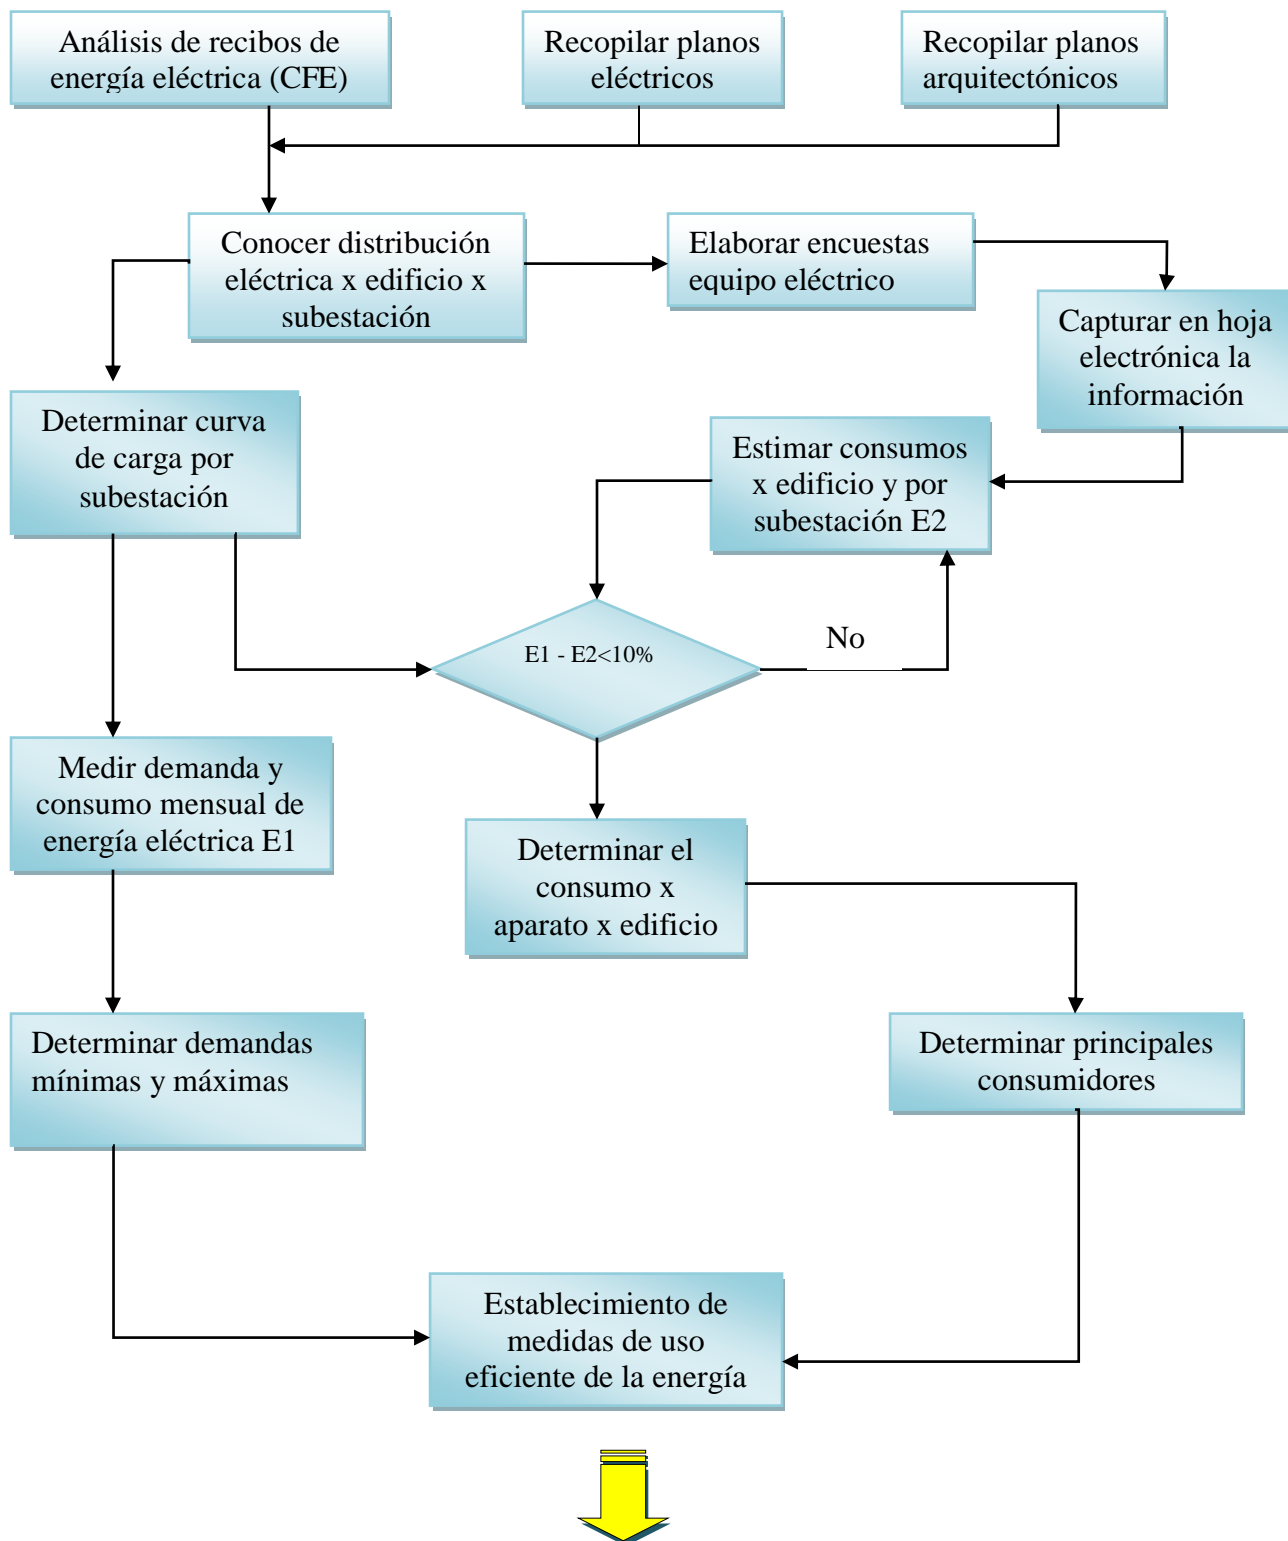 Análisis de recibos de
energía eléctrica (CFE)
Recopilar planos
eléctricos
Recopilar planos
arquitectónicos
Conocer distribución
eléctrica x edificio x
subestación
Elaborar encuestas
equipo eléctrico
Capturar en hoja
electrónica la
información
Determinar curva
de carga por
subestación
Estimar consumos
x edificio y por
subestación E2
E1 - E2<10%
No
Medir demanda y
consumo mensual de
energía eléctrica E1
Determinar el
consumo x
aparato x edificio
Determinar demandas
mínimas y máximas
Determinar principales
consumidores
Establecimiento de
medidas de uso
eficiente de la energía